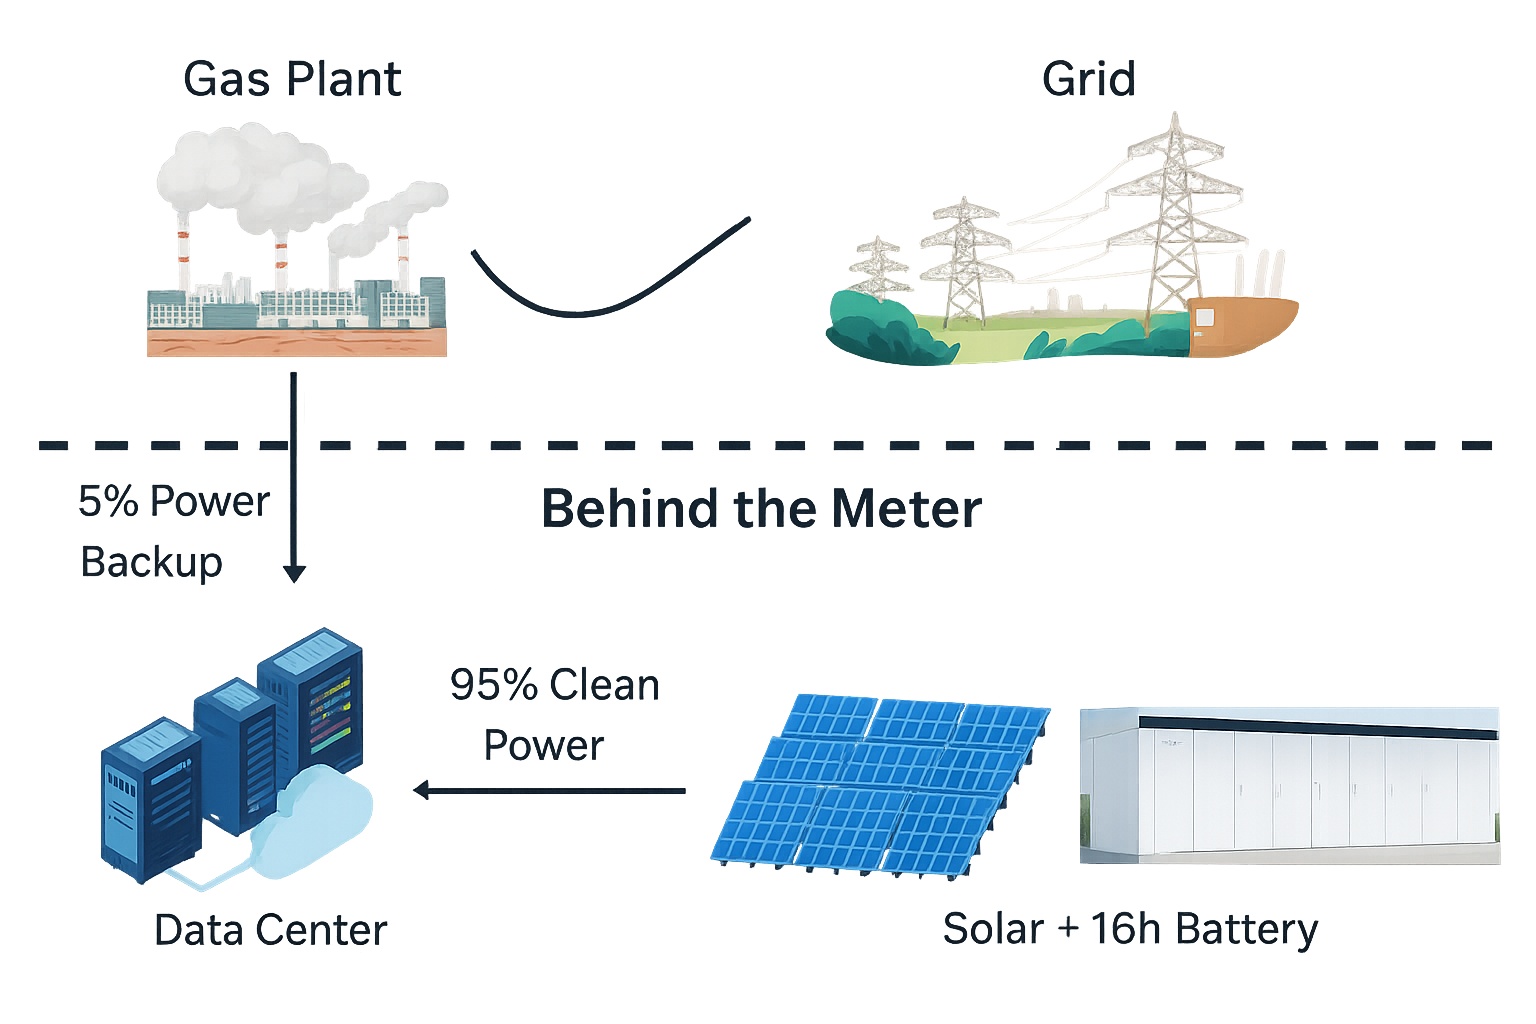 Gas Plant
Grid
5% Power
Backup
Behind the Meter
95% Clean
Power
Data Center
Solar + 16h Battery